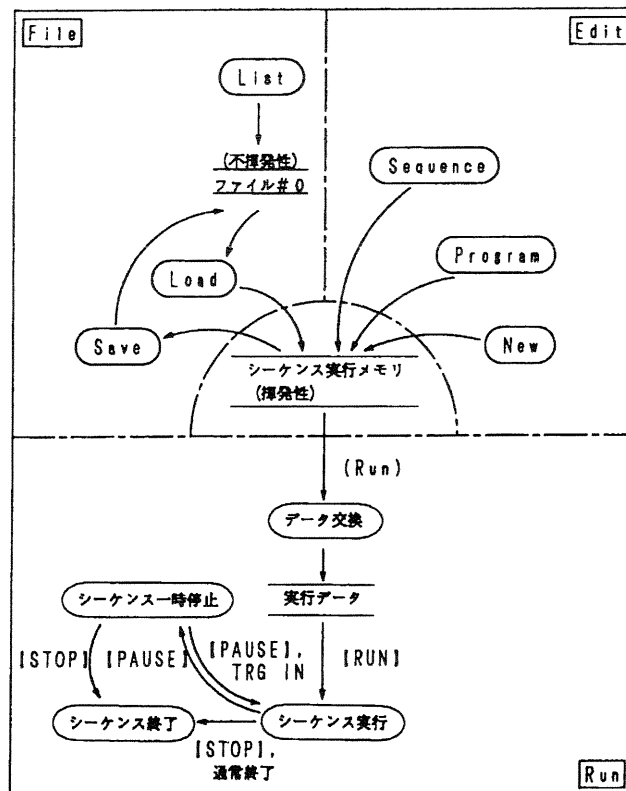 File
Edit
List
(不揮発性)
ファイル#0
Sequence
Load
Program
Save
New
シーケンス実行メモリ
(揮発性)
(Run)
データ交換
シーケンス一時停止
実行データ
[STOP]
[PAUSE]
[PAUSE],
TRG IN
[RUN]
シーケンス終了
シーケンス実行
[STOP],
通常終了
Run